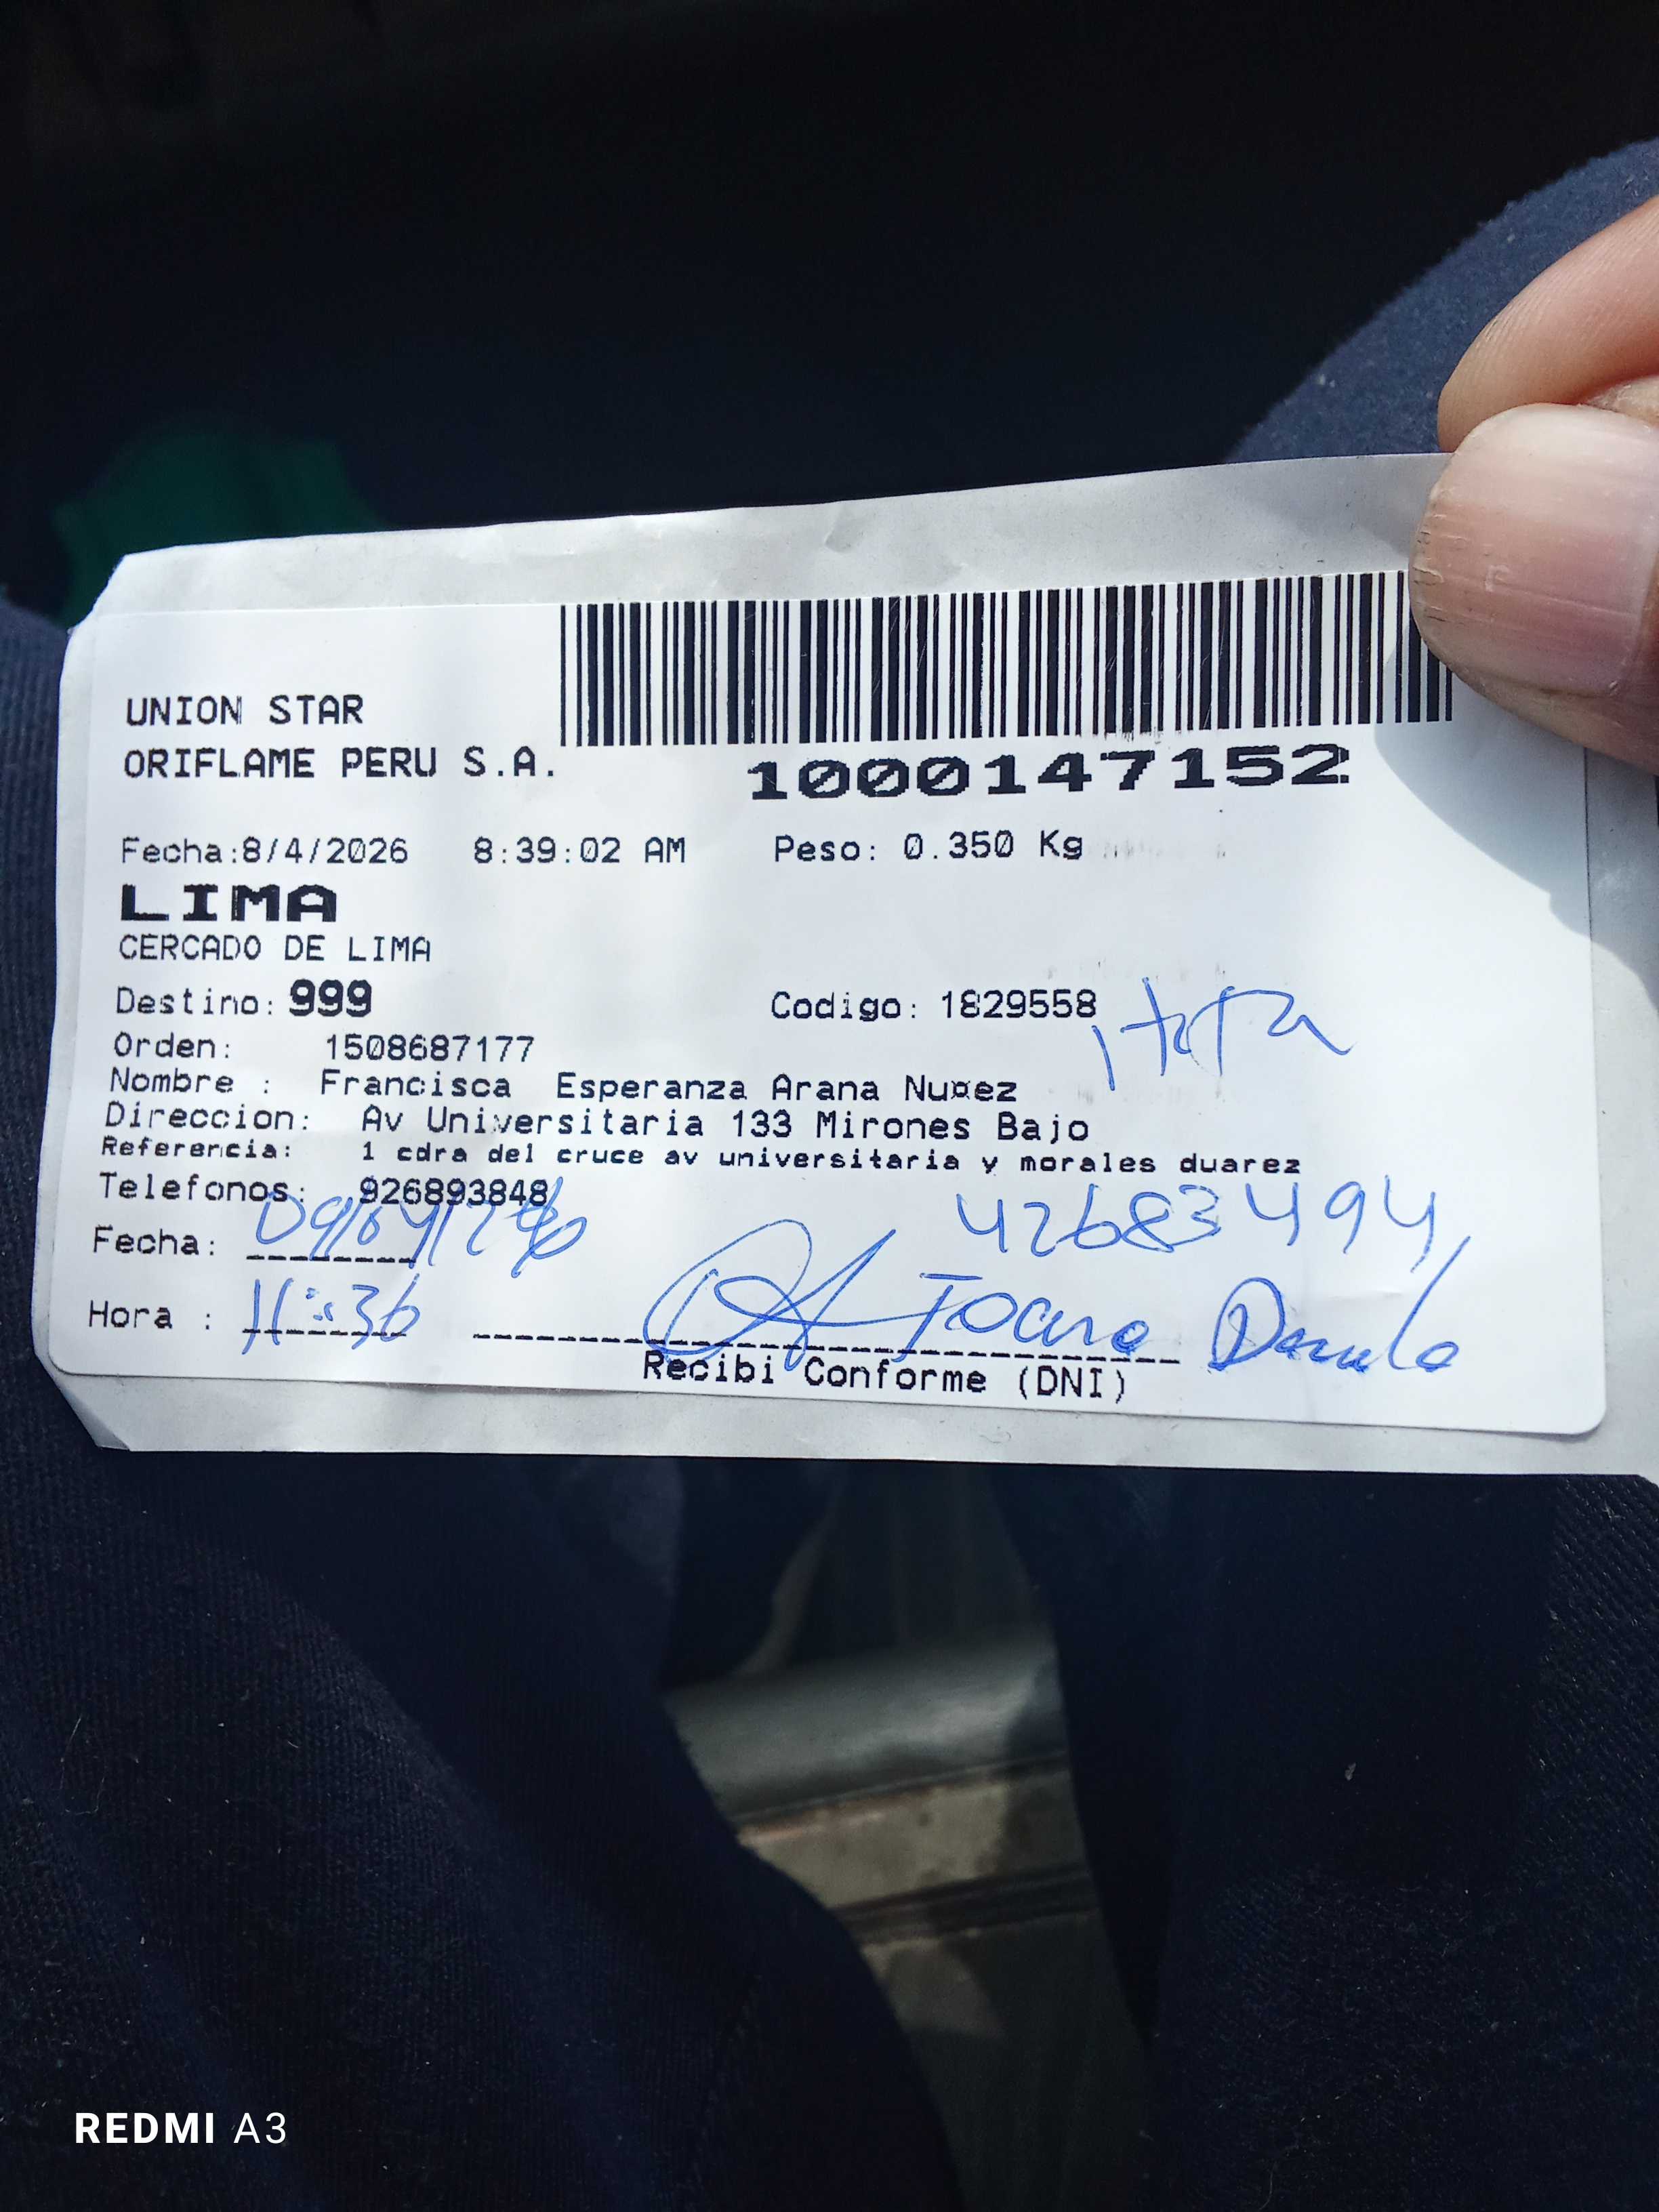 UNION STAR
ORIFLAME PERU S.A.
1000147152
Fecha:8/4/2026 8:39:02 AM Peso: 0.350 Kg
LIMA
CERCADO DE LIMA
Destino: 999 Codigo: 1829558
Orden: 1508687177
Nombre : Francisca Esperanza Arana Nuñez
Direccion: Av Universitaria 133 Mirones Bajo
Referencia: 1 cdra del cruce av universitaria y morales duarez
Telefonos: 926893848
42683494
Fecha: 09/04/26
Hora : 11:36
Recibi Conforme (DNI)
REDMI A3